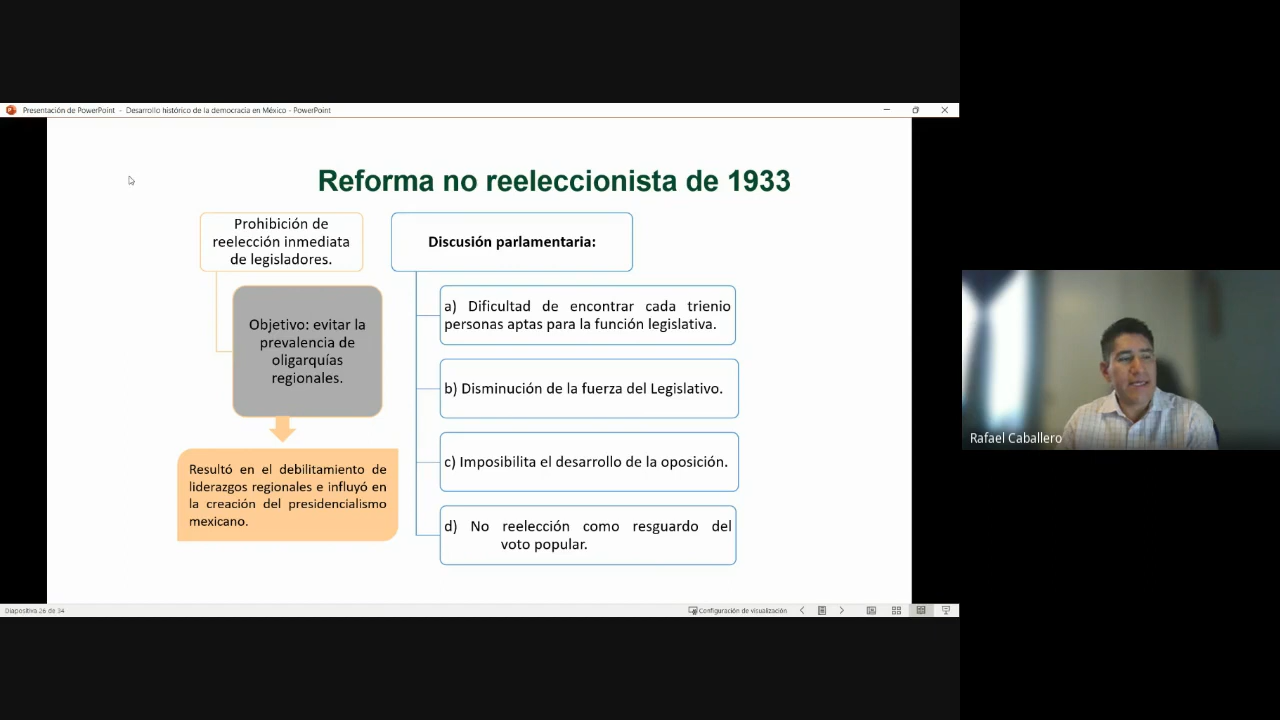 Presentación de PowerPoint - Desarrollo histórico de la democracia en México - PowerPoint
Reforma no reeleccionista de 1933
Prohibición de
reelección inmediata
de legisladores.
Objetivo: evitar la
prevalencia de
oligarquías
regionales.
Resultó en el debilitamiento de
liderazgos regionales e influyó en
la creación del presidencialismo
mexicano.
Discusión parlamentaria:
a) Dificultad de encontrar cada trienio
personas aptas para la función legislativa.
b) Disminución de la fuerza del Legislativo.
c) Imposibilita el desarrollo de la oposición.
d) No reelección como resguardo del
voto popular.
Rafael Caballero
Diapositiva 26 de 34
Configuración de visualización